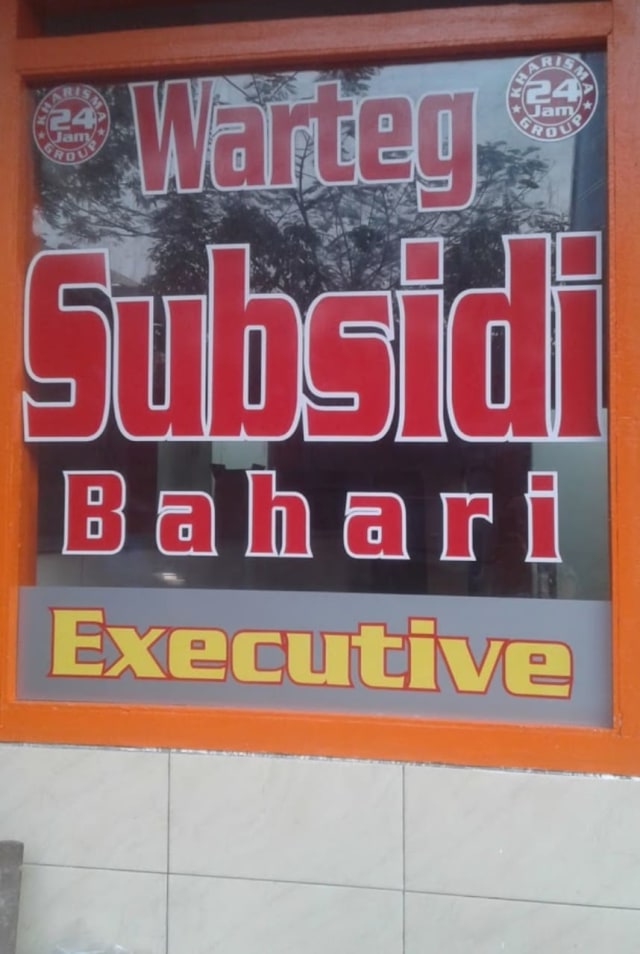 KHARISMA
24
Jam
GROUP
Warteg
KHARISMA
24
Jam
GROUP
Subsidi
Bahari
Executive